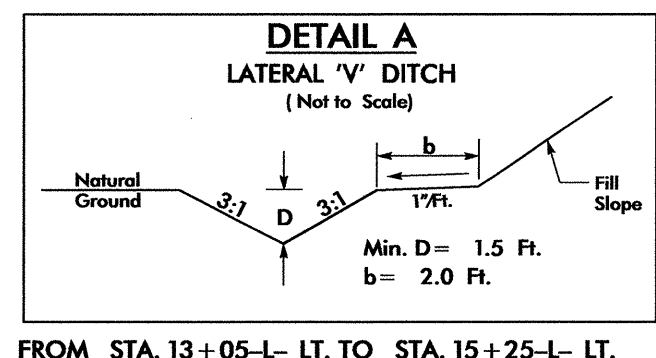 DETAIL A
LATERAL 'V' DITCH
( Not to Scale)
b
Natural
Ground
3:1
D
3:1
1"/Ft.
Fill
Slope
Min. D= 1.5 Ft.
b= 2.0 Ft.
FROM STA. 13+05-L- LT. TO STA. 15+25-L- LT.